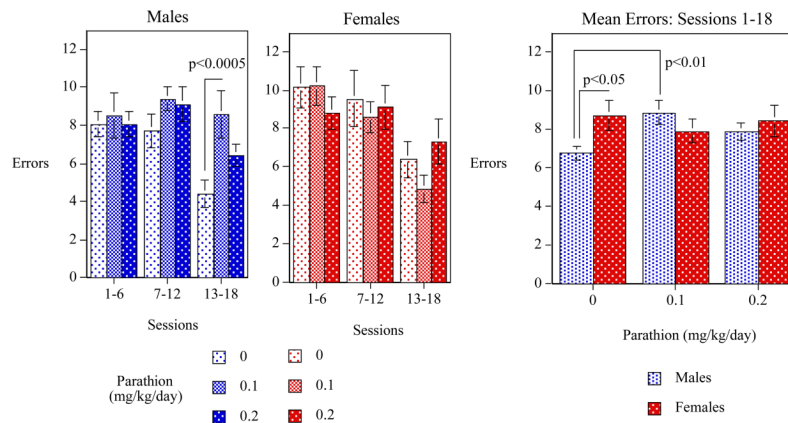 Males
12
10
8
6
4
2
0
Errors
p<0.0005
1-6
7-12
13-18
Sessions
Females
12
10
8
6
4
2
0
1-6
7-12
13-18
Sessions
Parathion
(mg/kg/day)
0
0.1
0.2
0
0.1
0.2
Mean Errors: Sessions 1-18
12
10
8
6
4
2
0
Errors
p<0.01
p<0.05
0
0.1
0.2
Parathion (mg/kg/day)
Males
Females